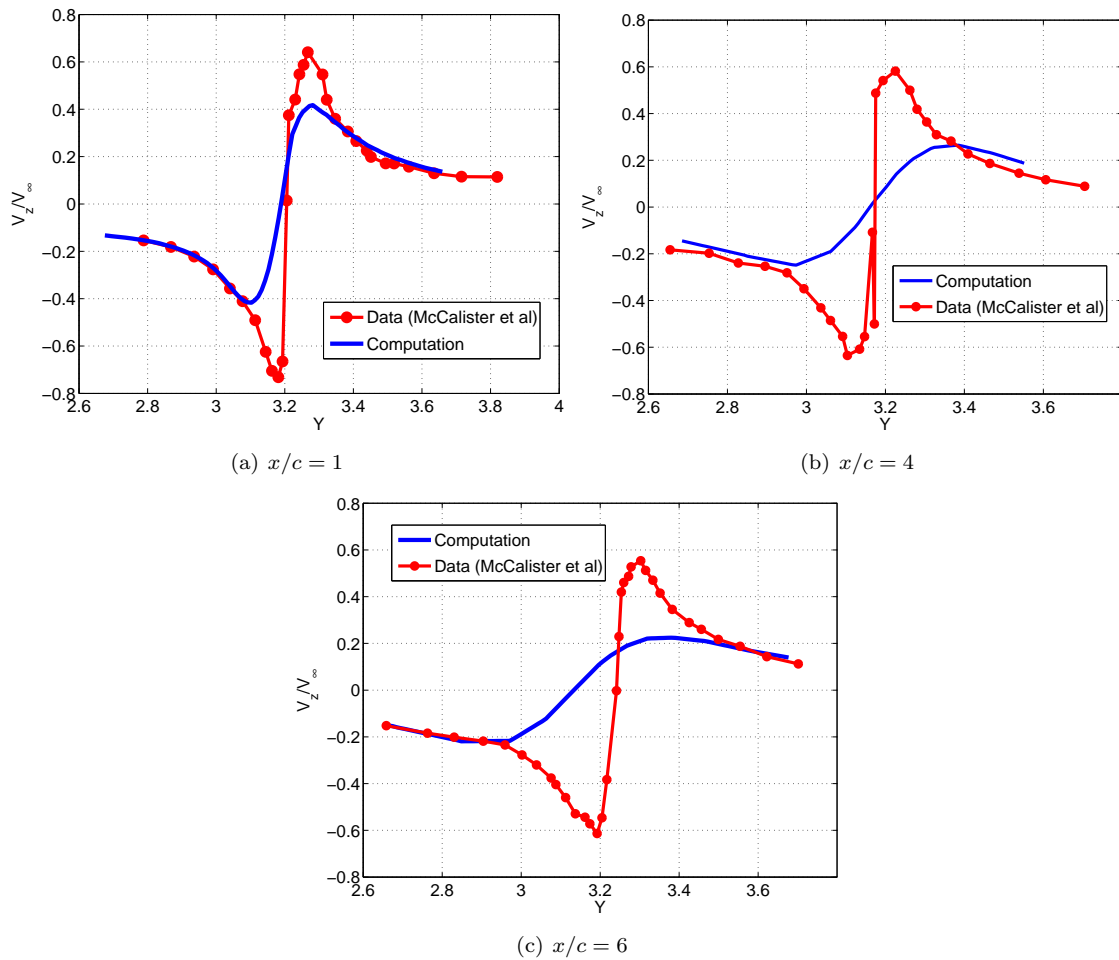 0.8
0.6
0.4
0.2
0
−0.2
−0.4
−0.6
−0.8
V_z/V_∞
2.6 2.8 3 3.2 3.4 3.6 3.8 4
Y
Data (McCalister et al)
Computation
(a) x/c = 1
0.8
0.6
0.4
0.2
0
−0.2
−0.4
−0.6
−0.8
V_z/V_∞
2.6 2.8 3 3.2 3.4 3.6
Y
Computation
Data (McCalister et al)
(b) x/c = 4
0.8
0.6
0.4
0.2
0
−0.2
−0.4
−0.6
−0.8
V_z/V_∞
2.6 2.8 3 3.2 3.4 3.6
Y
Computation
Data (McCalister et al)
(c) x/c = 6